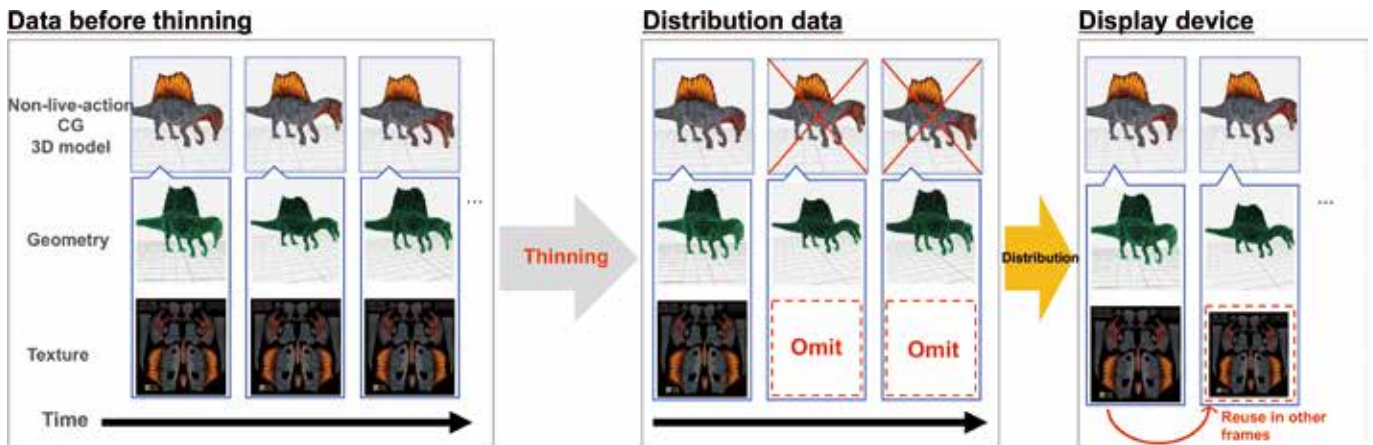 Data before thinning
Distribution data
Display device
Non-live-action
CG
3D model
Geometry
Texture
Time
...
Thinning
Omit
Omit
Distribution
...
Reuse in other
frames